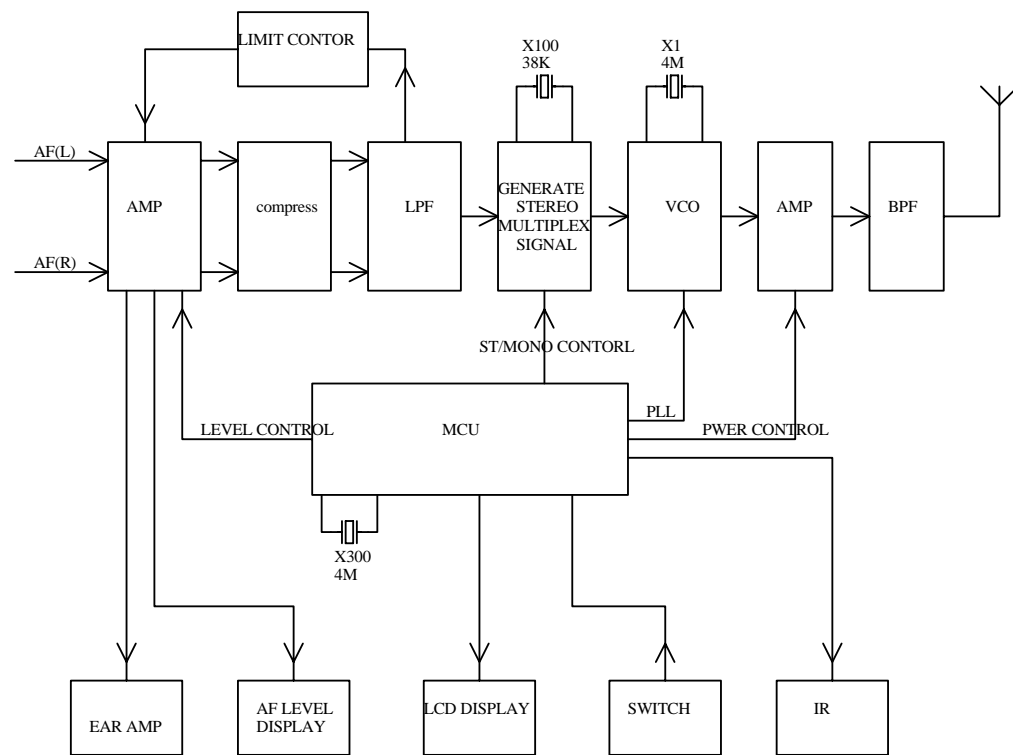 LIMIT CONTOR
X100
38K
X1
4M
AF(L)
AF(R)
AMP
compress
LPF
GENERATE
STEREO
MULTIPLEX
SIGNAL
VCO
AMP
BPF
ST/MONO CONTORL
LEVEL CONTROL
MCU
PLL
PWER CONTROL
X300
4M
EAR AMP
AF LEVEL
DISPLAY
LCD DISPLAY
SWITCH
IR